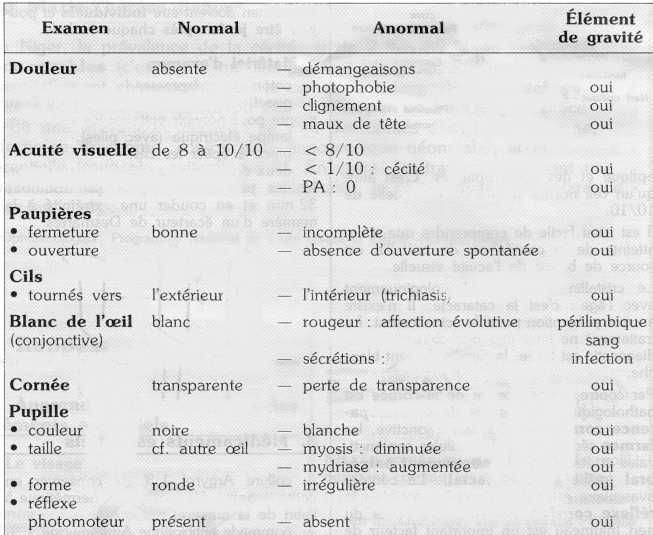 Examen Normal Anormal Élément de gravité
Douleur absente — démangeaisons
— photophobie oui
— clignement oui
— maux de tête oui
Acuité visuelle de 8 à 10/10 — < 8/10
— < 1/10 : cécité oui
— PA : 0 oui
Paupières
• fermeture bonne — incomplète oui
• ouverture — absence d'ouverture spontanée oui
Cils
• tournés vers l'extérieur — l'intérieur (trichiasis) oui
Blanc de l'œil blanc — rougeur : affection évolutive périlimbique
(conjonctive) sang
— sécrétions : infection
Cornée transparente — perte de transparence oui
Pupille
• couleur noire — blanche oui
• taille cf. autre œil — myosis : diminuée oui
— mydriase : augmentée oui
• forme ronde — irrégulière oui
• réflexe
photomoteur présent — absent oui